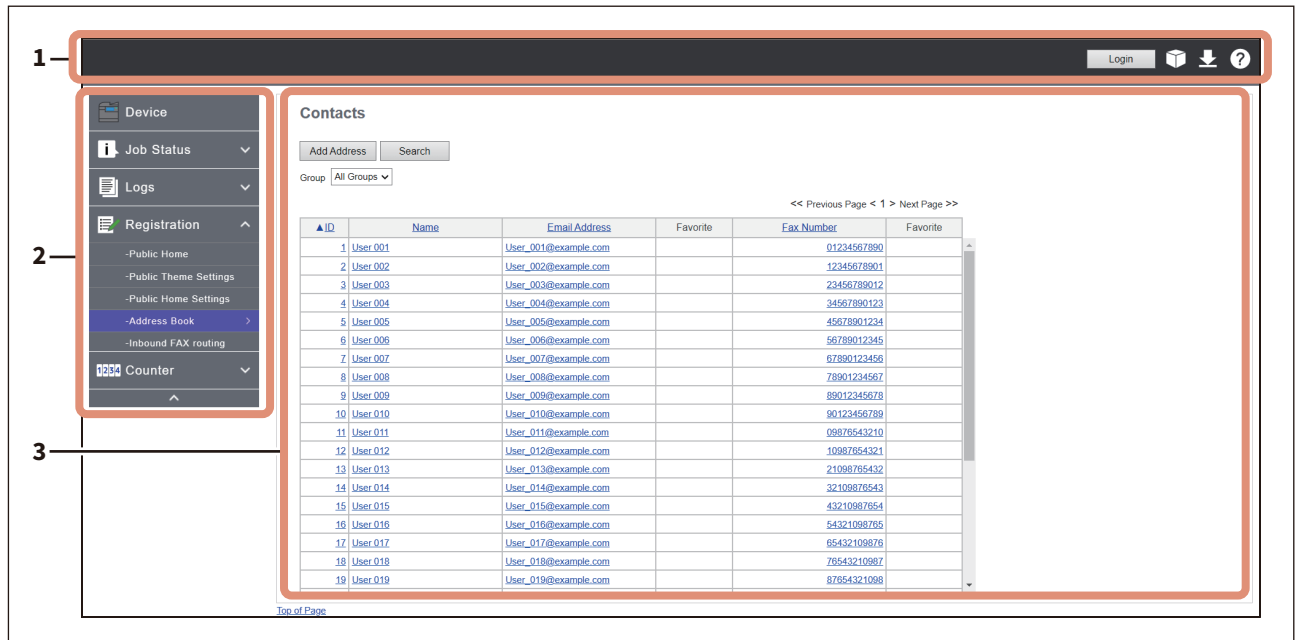 1
Login
2
Device
Job Status
Logs
Registration
-Public Home
-Public Theme Settings
-Public Home Settings
-Address Book
-Inbound FAX routing
1234 Counter
3
Contacts
Add Address Search
Group All Groups
<< Previous Page < 1 > Next Page >>
▲ID Name Email Address Favorite Fax Number Favorite
1 User 001 User_001@example.com 01234567890
2 User 002 User_002@example.com 12345678901
3 User 003 User_003@example.com 23456789012
4 User 004 User_004@example.com 34567890123
5 User 005 User_005@example.com 45678901234
6 User 006 User_006@example.com 56789012345
7 User 007 User_007@example.com 67890123456
8 User 008 User_008@example.com 78901234567
9 User 009 User_009@example.com 89012345678
10 User 010 User_010@example.com 90123456789
11 User 011 User_011@example.com 09876543210
12 User 012 User_012@example.com 10987654321
13 User 013 User_013@example.com 21098765432
14 User 014 User_014@example.com 32109876543
15 User 015 User_015@example.com 43210987654
16 User 016 User_016@example.com 54321098765
17 User 017 User_017@example.com 65432109876
18 User 018 User_018@example.com 76543210987
19 User 019 User_019@example.com 87654321098
Top of Page